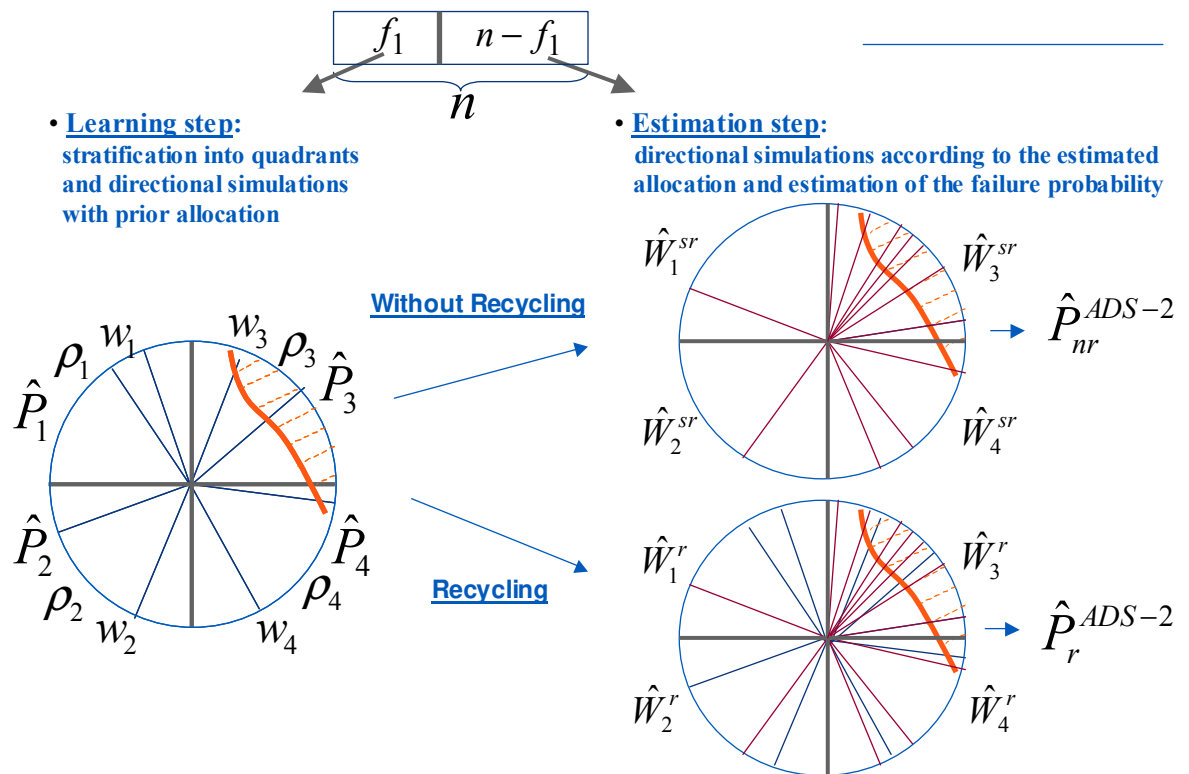 f₁ n − f₁
n
• Learning step:
stratification into quadrants
and directional simulations
with prior allocation
• Estimation step:
directional simulations according to the estimated
allocation and estimation of the failure probability
Without Recycling
Recycling
ρ₁ w₁ w₃ ρ₃
P̂₁ P̂₃
P̂₂ P̂₄
ρ₂ w₂ w₄ ρ₄
Ŵ₁ˢʳ Ŵ₃ˢʳ
P̂ₙᵣᴬᴰˢ⁻²
Ŵ₂ˢʳ Ŵ₄ˢʳ
Ŵ₁ʳ Ŵ₃ʳ
P̂ᵣᴬᴰˢ⁻²
Ŵ₂ʳ Ŵ₄ʳ